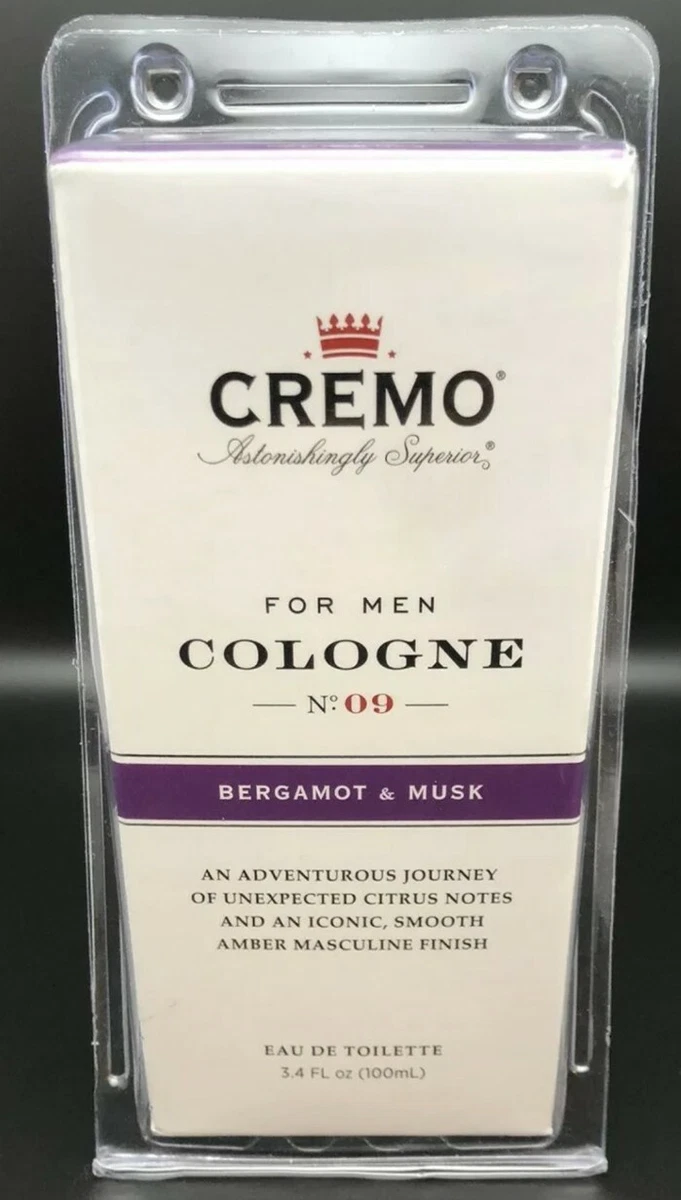 CREMO®
Astonishingly Superior®
FOR MEN
COLOGNE
Nº 09
BERGAMOT & MUSK
AN ADVENTUROUS JOURNEY
OF UNEXPECTED CITRUS NOTES
AND AN ICONIC, SMOOTH
AMBER MASCULINE FINISH
EAU DE TOILETTE
3.4 FL oz (100mL)